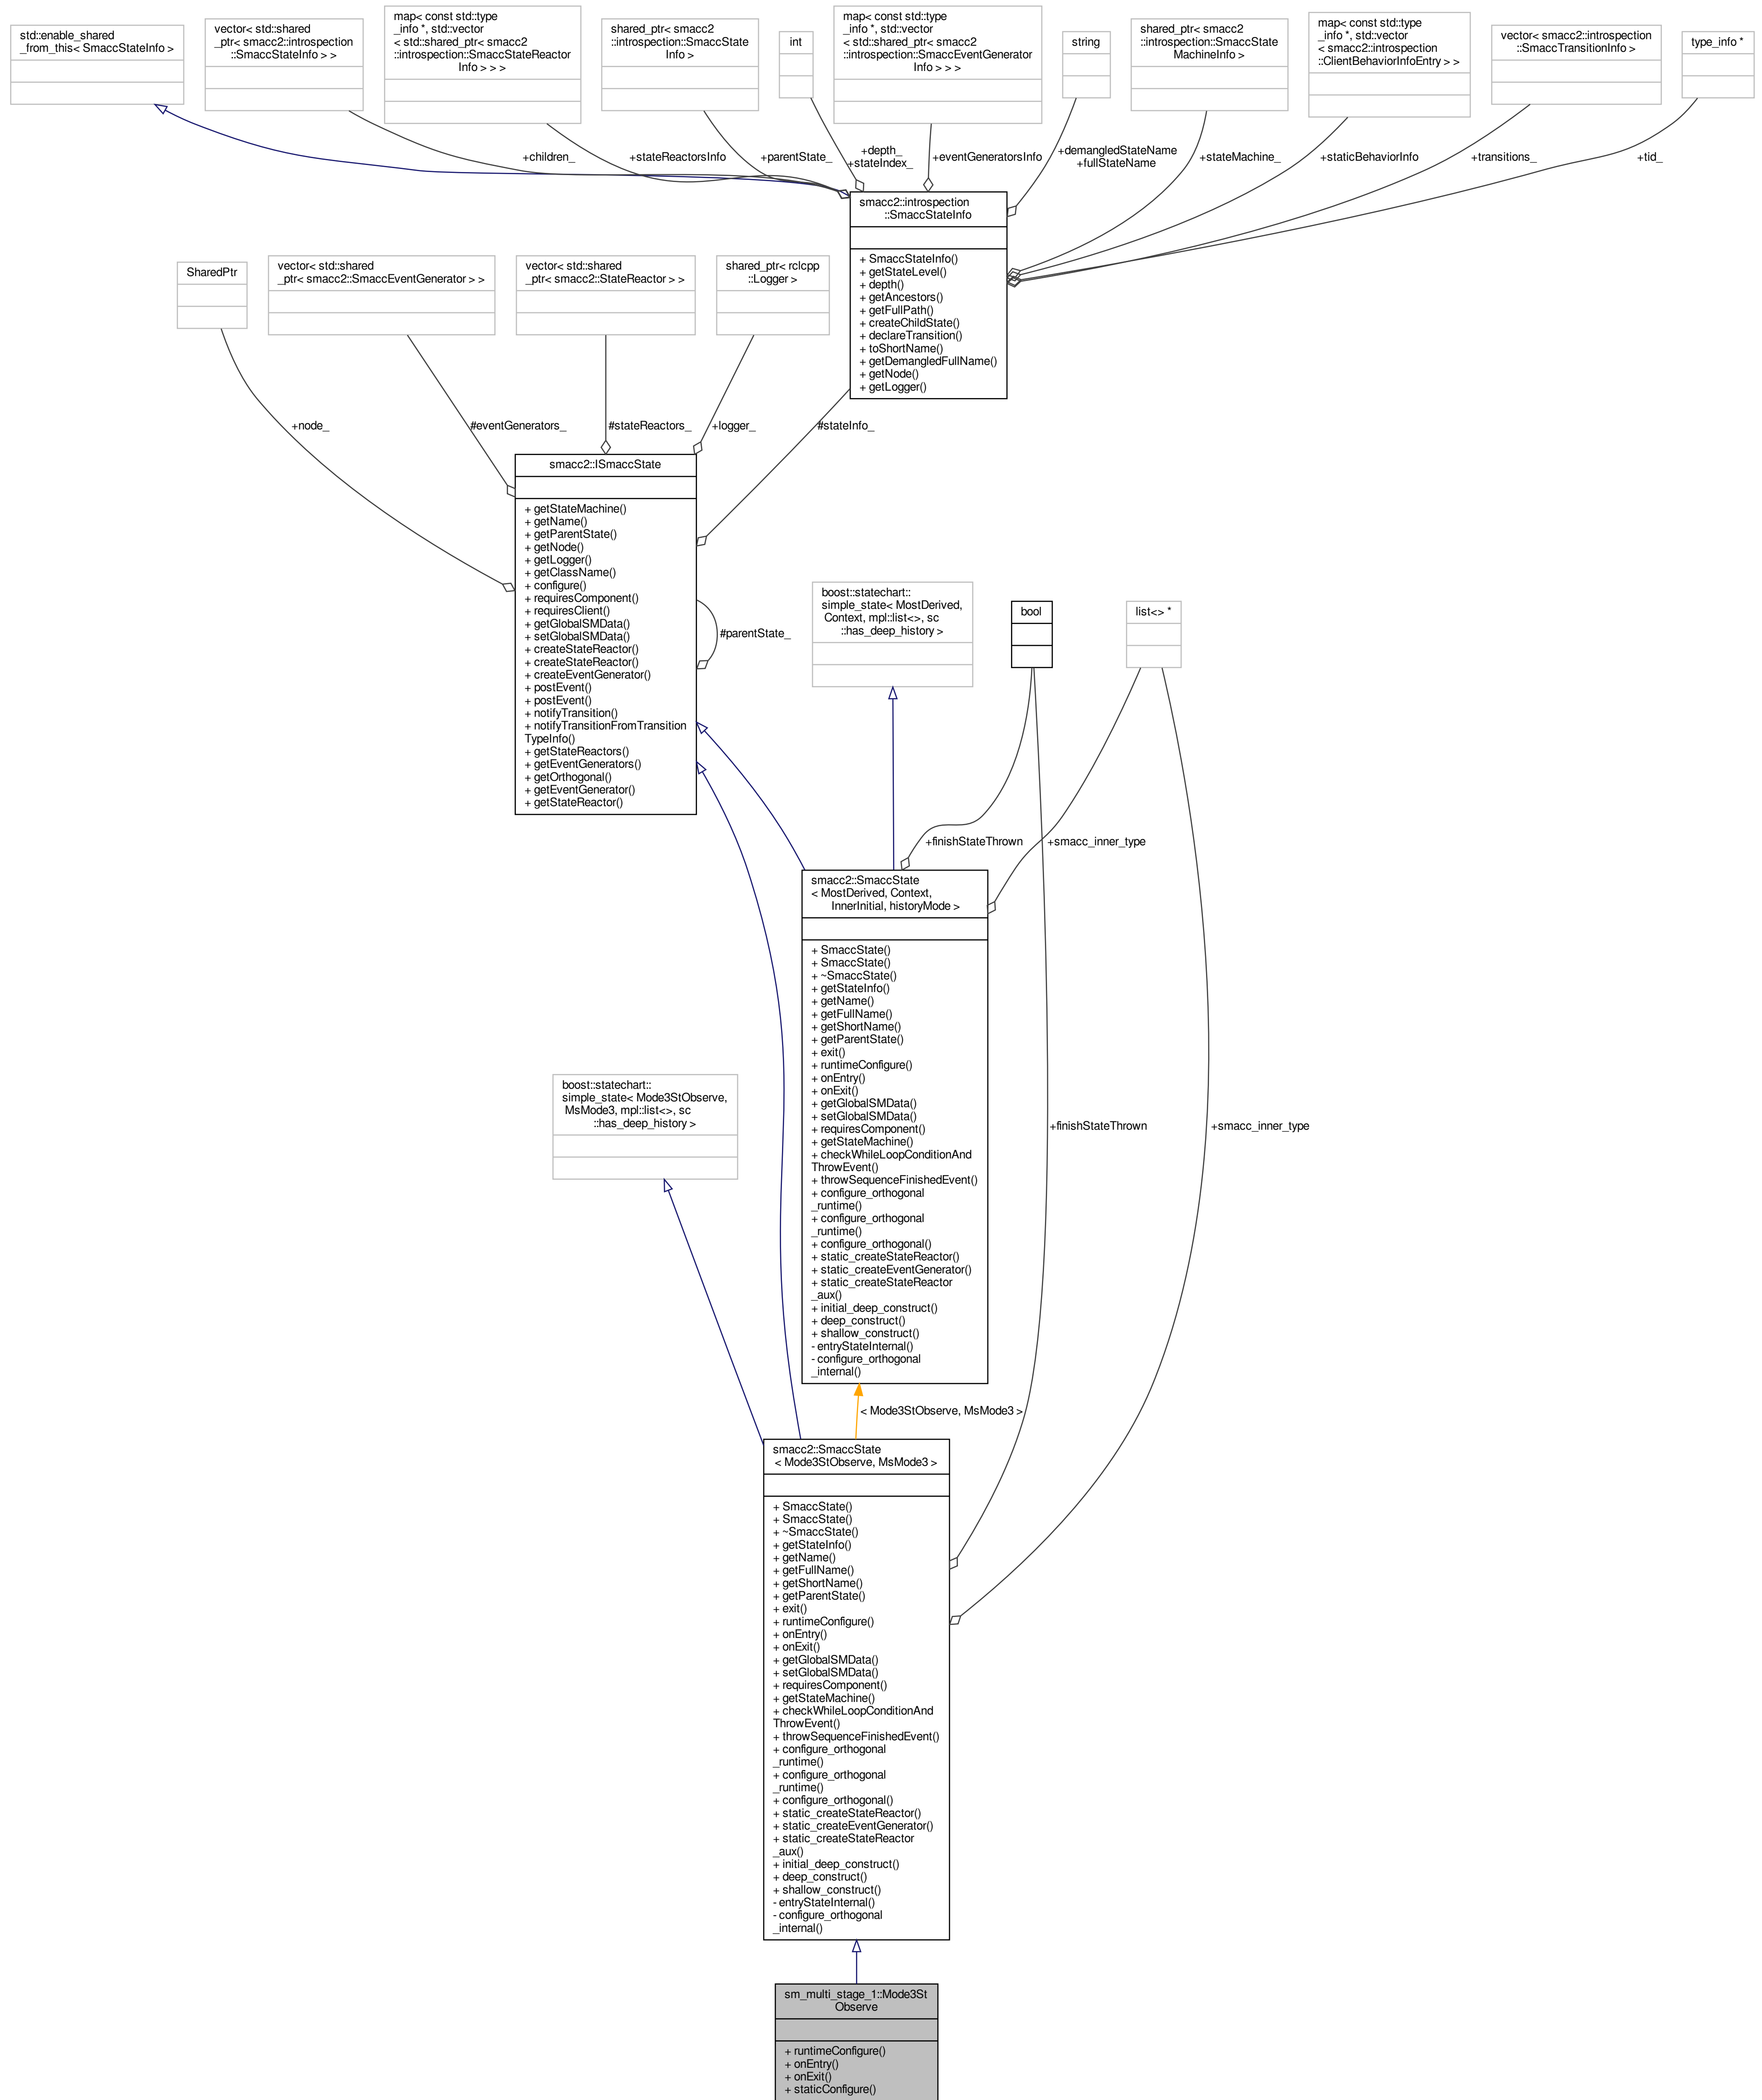 std::enable_shared
_from_this< SmaccStateInfo >
vector< std::shared
_ptr< smacc2::introspection
::SmaccStateInfo > >
map< const std::type
_info *, std::vector
< std::shared_ptr< smacc2
::introspection::SmaccStateReactor
Info > > >
shared_ptr< smacc2
::introspection::SmaccState
Info >
int
map< const std::type
_info *, std::vector
< std::shared_ptr< smacc2
::introspection::SmaccEventGenerator
Info > > >
string
shared_ptr< smacc2
::introspection::SmaccState
MachineInfo >
map< const std::type
_info *, std::vector
< smacc2::introspection
::ClientBehaviorInfoEntry > >
vector< smacc2::introspection
::SmaccTransitionInfo >
type_info *
+children_
+stateReactorsInfo
+parentState_
+depth_
+stateIndex_
+eventGeneratorsInfo
+demangledStateName
+fullStateName
+stateMachine_
+staticBehaviorInfo
+transitions_
+tid_
smacc2::introspection
::SmaccStateInfo
+ SmaccStateInfo()
+ getStateLevel()
+ depth()
+ getAncestors()
+ getFullPath()
+ createChildState()
+ declareTransition()
+ toShortName()
+ getDemangledFullName()
+ getNode()
+ getLogger()
SharedPtr
vector< std::shared
_ptr< smacc2::SmaccEventGenerator > >
vector< std::shared
_ptr< smacc2::StateReactor > >
shared_ptr< rclcpp
::Logger >
+node_
#eventGenerators_
#stateReactors_
+logger_
#stateInfo_
smacc2::ISmaccState
+ getStateMachine()
+ getName()
+ getParentState()
+ getNode()
+ getLogger()
+ getClassName()
+ configure()
+ requiresComponent()
+ requiresClient()
+ getGlobalSMData()
+ setGlobalSMData()
+ createStateReactor()
+ createStateReactor()
+ createEventGenerator()
+ postEvent()
+ postEvent()
+ notifyTransition()
+ notifyTransitionFromTransition
TypeInfo()
+ getStateReactors()
+ getEventGenerators()
+ getOrthogonal()
+ getEventGenerator()
+ getStateReactor()
#parentState_
boost::statechart::
simple_state< MostDerived,
Context, mpl::list<>, sc
::has_deep_history >
bool
list<> *
+finishStateThrown
+smacc_inner_type
smacc2::SmaccState
< MostDerived, Context,
InnerInitial, historyMode >
+ SmaccState()
+ SmaccState()
+ ~SmaccState()
+ getStateInfo()
+ getName()
+ getFullName()
+ getShortName()
+ getParentState()
+ exit()
+ runtimeConfigure()
+ onEntry()
+ onExit()
+ getGlobalSMData()
+ setGlobalSMData()
+ requiresComponent()
+ getStateMachine()
+ checkWhileLoopConditionAnd
ThrowEvent()
+ throwSequenceFinishedEvent()
+ configure_orthogonal
_runtime()
+ configure_orthogonal
_runtime()
+ configure_orthogonal()
+ static_createStateReactor()
+ static_createEventGenerator()
+ static_createStateReactor
_aux()
+ initial_deep_construct()
+ deep_construct()
+ shallow_construct()
- entryStateInternal()
- configure_orthogonal
_internal()
boost::statechart::
simple_state< Mode3StObserve,
MsMode3, mpl::list<>, sc
::has_deep_history >
+finishStateThrown
+smacc_inner_type
< Mode3StObserve, MsMode3 >
smacc2::SmaccState
< Mode3StObserve, MsMode3 >
+ SmaccState()
+ SmaccState()
+ ~SmaccState()
+ getStateInfo()
+ getName()
+ getFullName()
+ getShortName()
+ getParentState()
+ exit()
+ runtimeConfigure()
+ onEntry()
+ onExit()
+ getGlobalSMData()
+ setGlobalSMData()
+ requiresComponent()
+ getStateMachine()
+ checkWhileLoopConditionAnd
ThrowEvent()
+ throwSequenceFinishedEvent()
+ configure_orthogonal
_runtime()
+ configure_orthogonal
_runtime()
+ configure_orthogonal()
+ static_createStateReactor()
+ static_createEventGenerator()
+ static_createStateReactor
_aux()
+ initial_deep_construct()
+ deep_construct()
+ shallow_construct()
- entryStateInternal()
- configure_orthogonal
_internal()
sm_multi_stage_1::Mode3St
Observe
+ runtimeConfigure()
+ onEntry()
+ onExit()
+ staticConfigure()